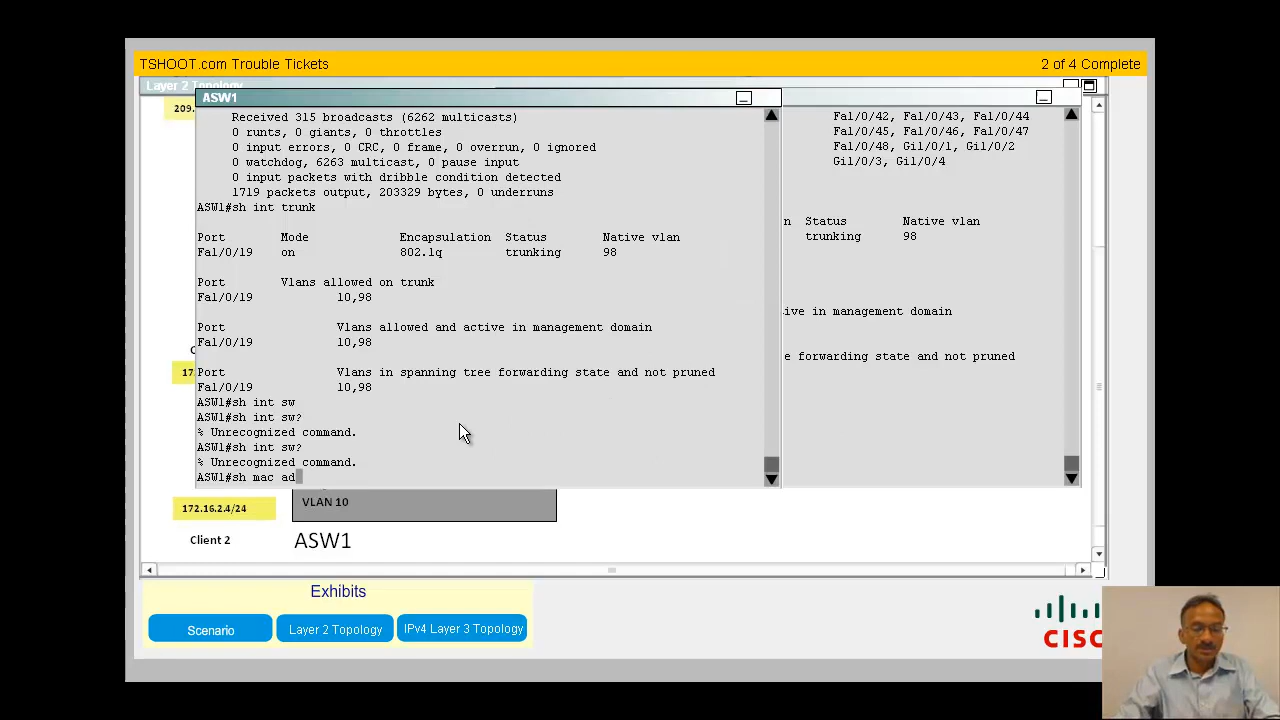 TSHOOT.com Trouble Tickets
2 of 4 Complete
Layer 2 Topology
209.
ASW1
Received 315 broadcasts (6262 multicasts)
0 runts, 0 giants, 0 throttles
0 input errors, 0 CRC, 0 frame, 0 overrun, 0 ignored
0 watchdog, 6263 multicast, 0 pause input
0 input packets with dribble condition detected
1719 packets output, 203329 bytes, 0 underruns
ASW1#sh int trunk
Port Mode Encapsulation Status Native vlan
Fa1/0/19 on 802.1q trunking 98
Port Vlans allowed on trunk
Fa1/0/19 10,98
Port Vlans allowed and active in management domain
Fa1/0/19 10,98
Port Vlans in spanning tree forwarding state and not pruned
Fa1/0/19 10,98
ASW1#sh int sw
ASW1#sh int sw?
% Unrecognized command.
ASW1#sh int sw?
% Unrecognized command.
ASW1#sh mac ad
Fa1/0/42, Fa1/0/43, Fa1/0/44
Fa1/0/45, Fa1/0/46, Fa1/0/47
Fa1/0/48, Gi1/0/1, Gi1/0/2
Gi1/0/3, Gi1/0/4
n Status Native vlan
trunking 98
ive in management domain
e forwarding state and not pruned
C
17
172.16.2.4/24
VLAN 10
Client 2
ASW1
Exhibits
Scenario
Layer 2 Topology
IPv4 Layer 3 Topology
CISC